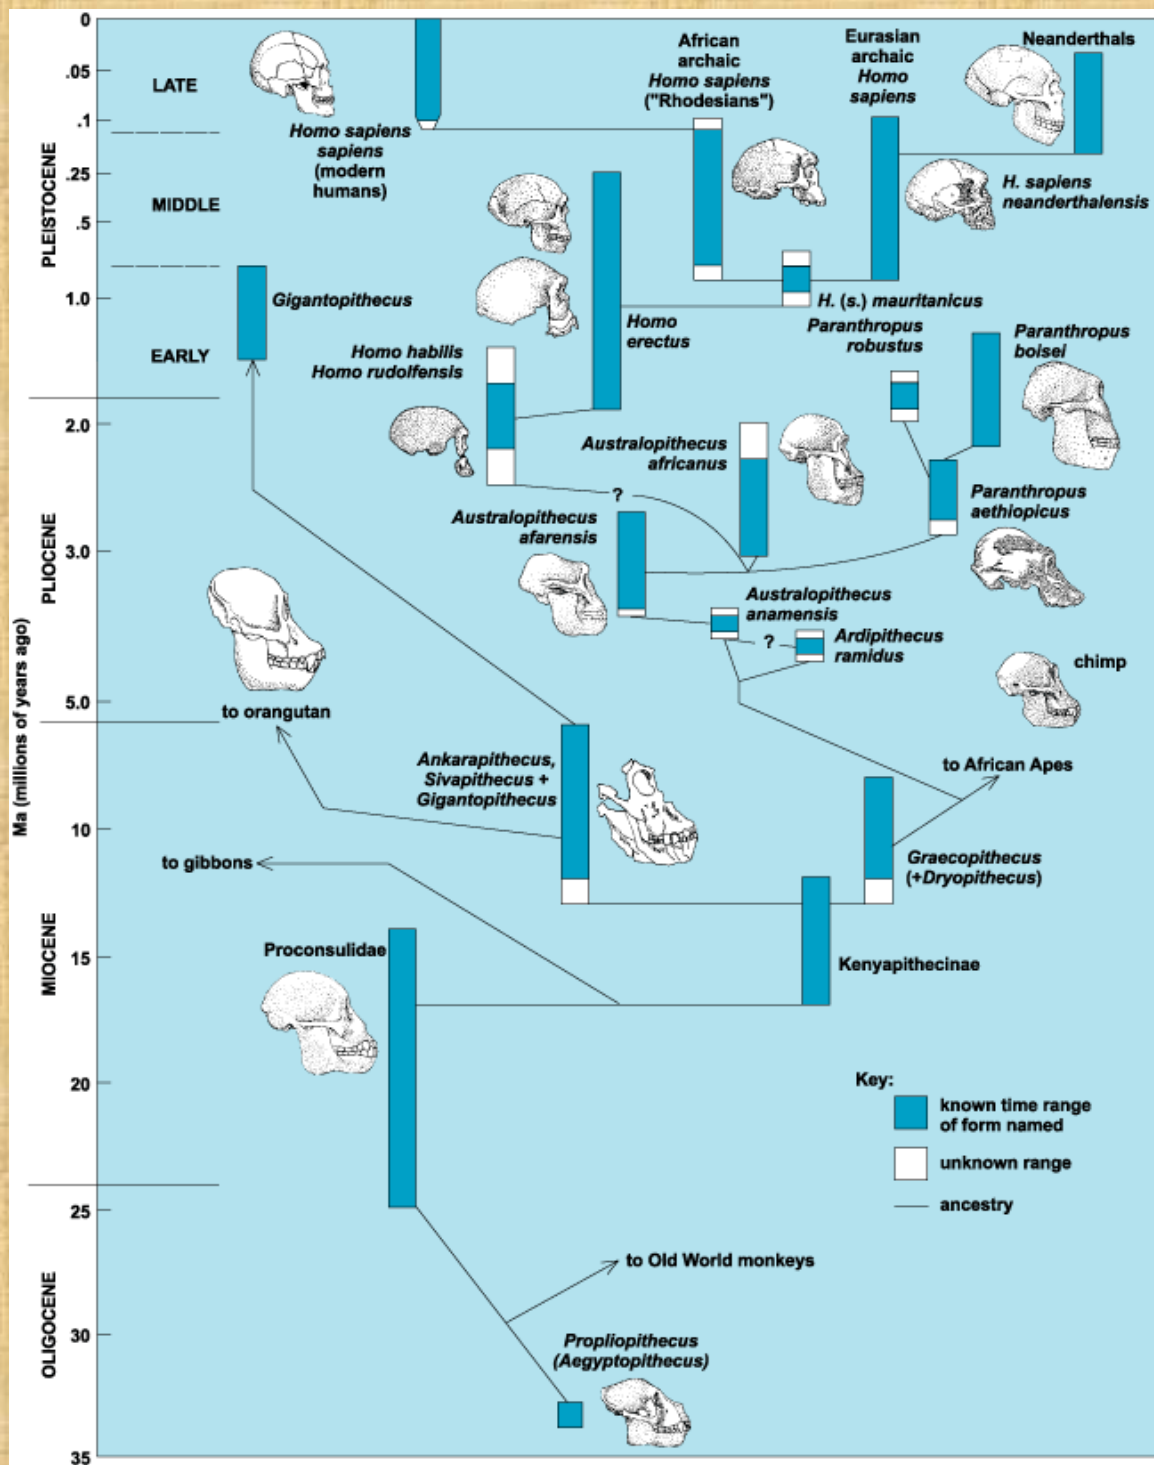 0
.05
.1
.25
.5
1.0
2.0
3.0
5.0
10
15
20
25
30
35
Ma (millions of years ago)
PLEISTOCENE
PLIOCENE
MIOCENE
OLIGOCENE
LATE
MIDDLE
EARLY
Homo sapiens
sapiens
(modern
humans)
African
archaic
Homo sapiens
("Rhodesians")
Eurasian
archaic
Homo
sapiens
Neanderthals
H. sapiens
neanderthalensis
Gigantopithecus
Homo
erectus
H. (s.) mauritanicus
Homo habilis
Homo rudolfensis
Paranthropus
robustus
Paranthropus
boisei
Australopithecus
africanus
?
Paranthropus
aethiopicus
Australopithecus
afarensis
Australopithecus
anamensis
?
Ardipithecus
ramidus
chimp
to orangutan
Ankarapithecus,
Sivapithecus +
Gigantopithecus
to African Apes
to gibbons
Graecopithecus
(+Dryopithecus)
Proconsulidae
Kenyapithecinae
Key:
known time range
of form named
unknown range
ancestry
to Old World monkeys
Propliopithecus
(Aegyptopithecus)